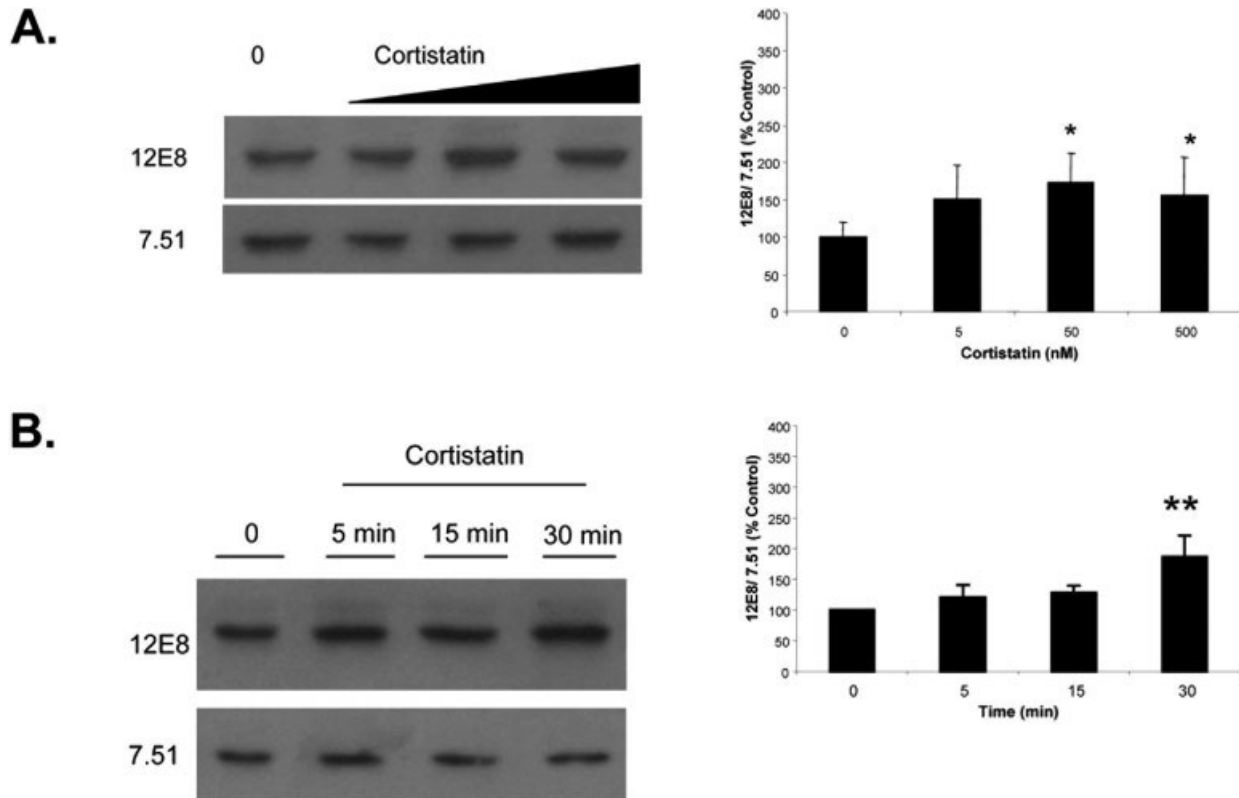 A.
0 Cortistatin
12E8
7.51
12E8/ 7.51 (% Control)
400
350
300
250
200
150
100
50
0
* *
0 5 50 500
Cortistatin (nM)
B.
Cortistatin
0 5 min 15 min 30 min
12E8
7.51
12E8/ 7.51 (% Control)
400
350
300
250
200
150
100
50
0
**
0 5 15 30
Time (min)